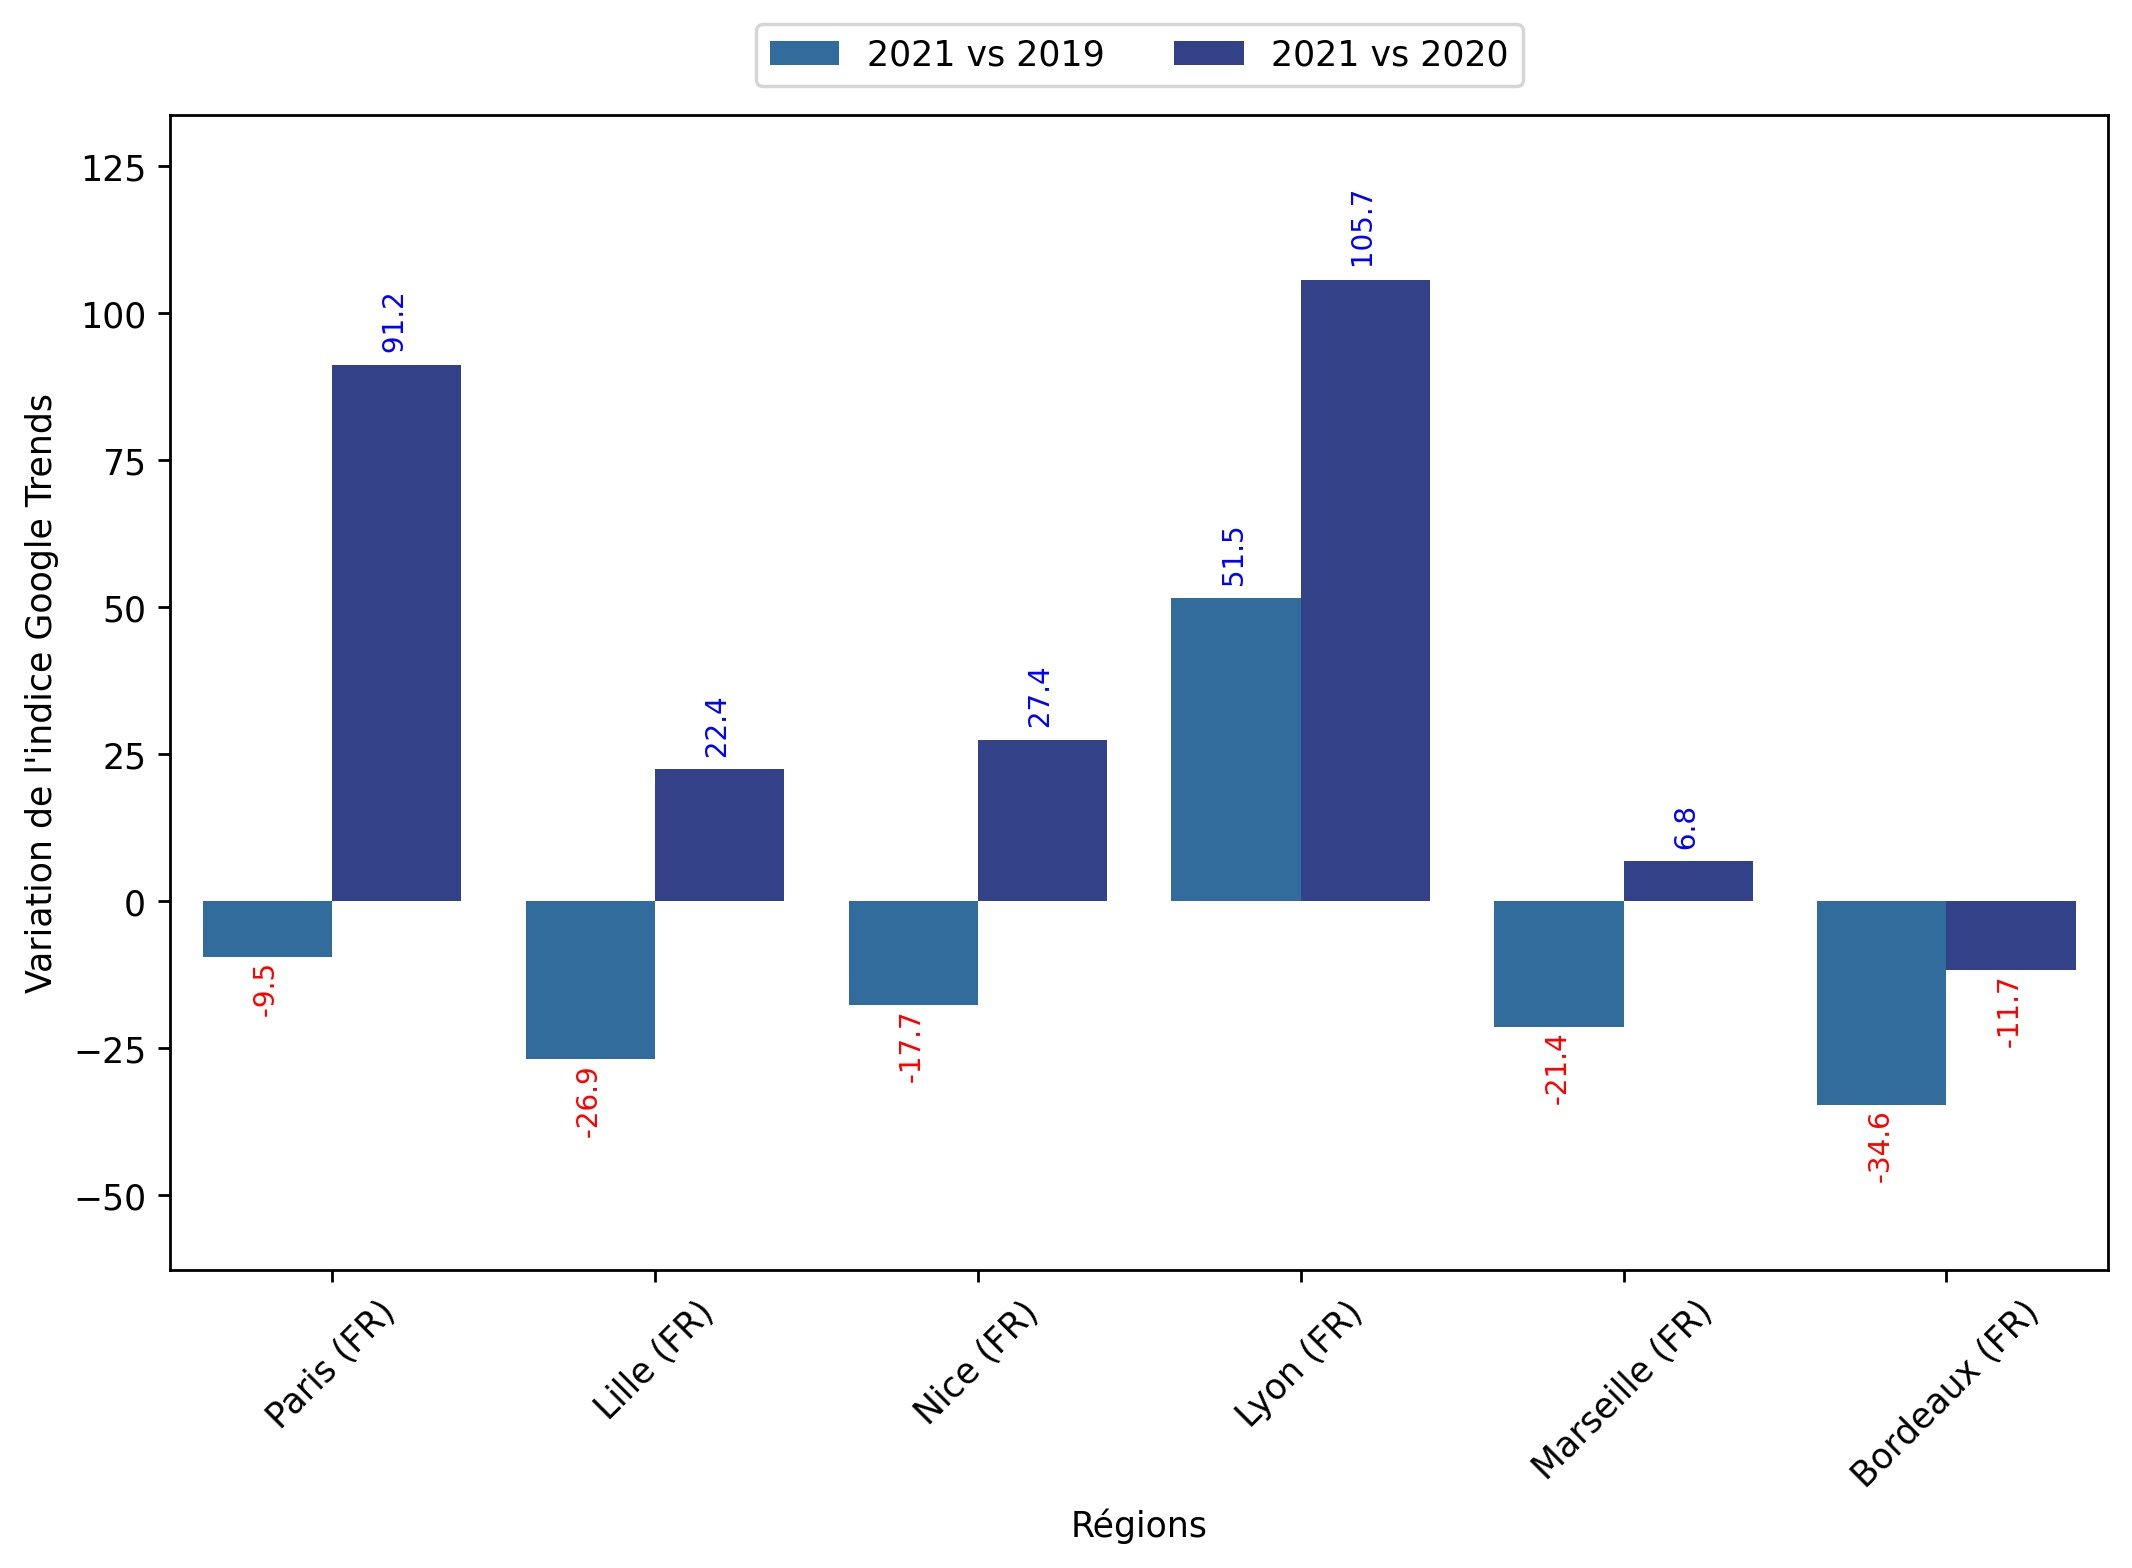 2021 vs 2019
2021 vs 2020
Variation de l'indice Google Trends
125
100
75
50
25
0
−25
−50
-9.5
91.2
-26.9
22.4
-17.7
27.4
51.5
105.7
-21.4
6.8
-34.6
-11.7
Paris (FR)
Lille (FR)
Nice (FR)
Lyon (FR)
Marseille (FR)
Bordeaux (FR)
Régions